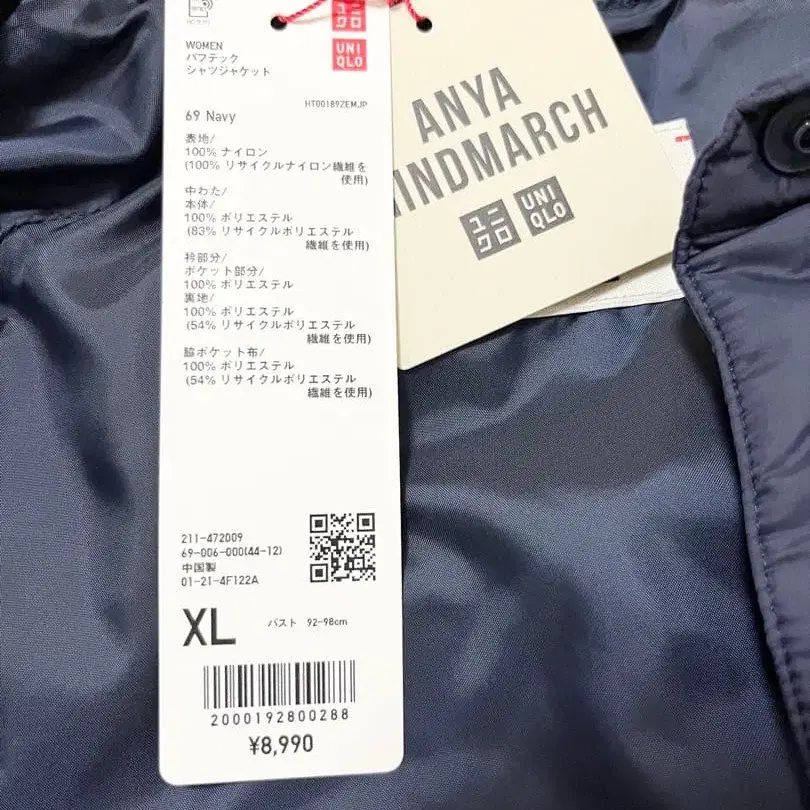 WOMEN
パフテック
シャツジャケット
HT001892EMJP
69 Navy
表地/
100% ナイロン
(100% リサイクルナイロン繊維を
使用)
中わた/
本体/
100% ポリエステル
(83% リサイクルポリエステル
繊維を使用)
衿部分/
ポケット部分/
100% ポリエステル
裏地/
100% ポリエステル
(54% リサイクルポリエステル
繊維を使用)
脇ポケット布/
100% ポリエステル
(54% リサイクルポリエステル
繊維を使用)
211-472009
69-006-000(44-12)
中国製
01-21-4F122A
XL バスト 92-98cm
2000192800288
¥8,990
ユニ
クロ
UNI
QLO
ANYA
INDMARCH
ユニ
クロ
UNI
QLO